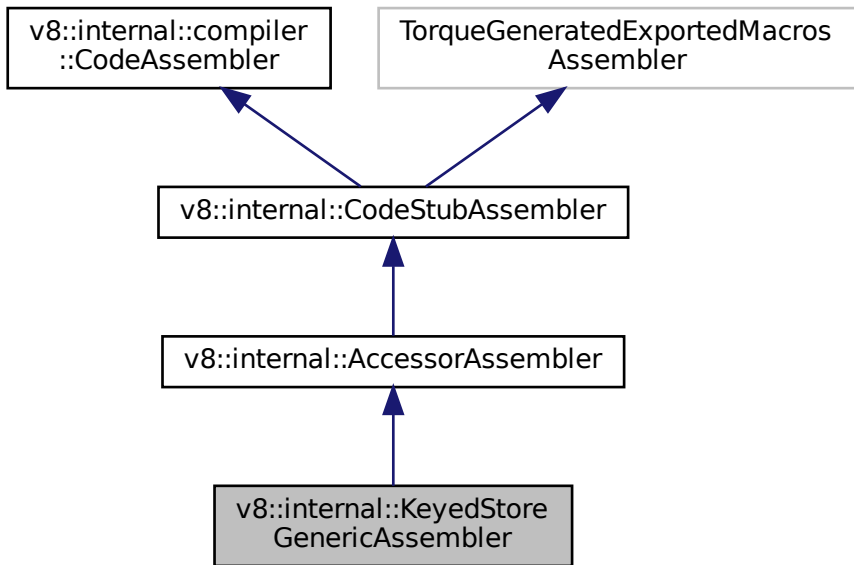 v8::internal::compiler
::CodeAssembler
TorqueGeneratedExportedMacros
Assembler
v8::internal::CodeStubAssembler
v8::internal::AccessorAssembler
v8::internal::KeyedStore
GenericAssembler